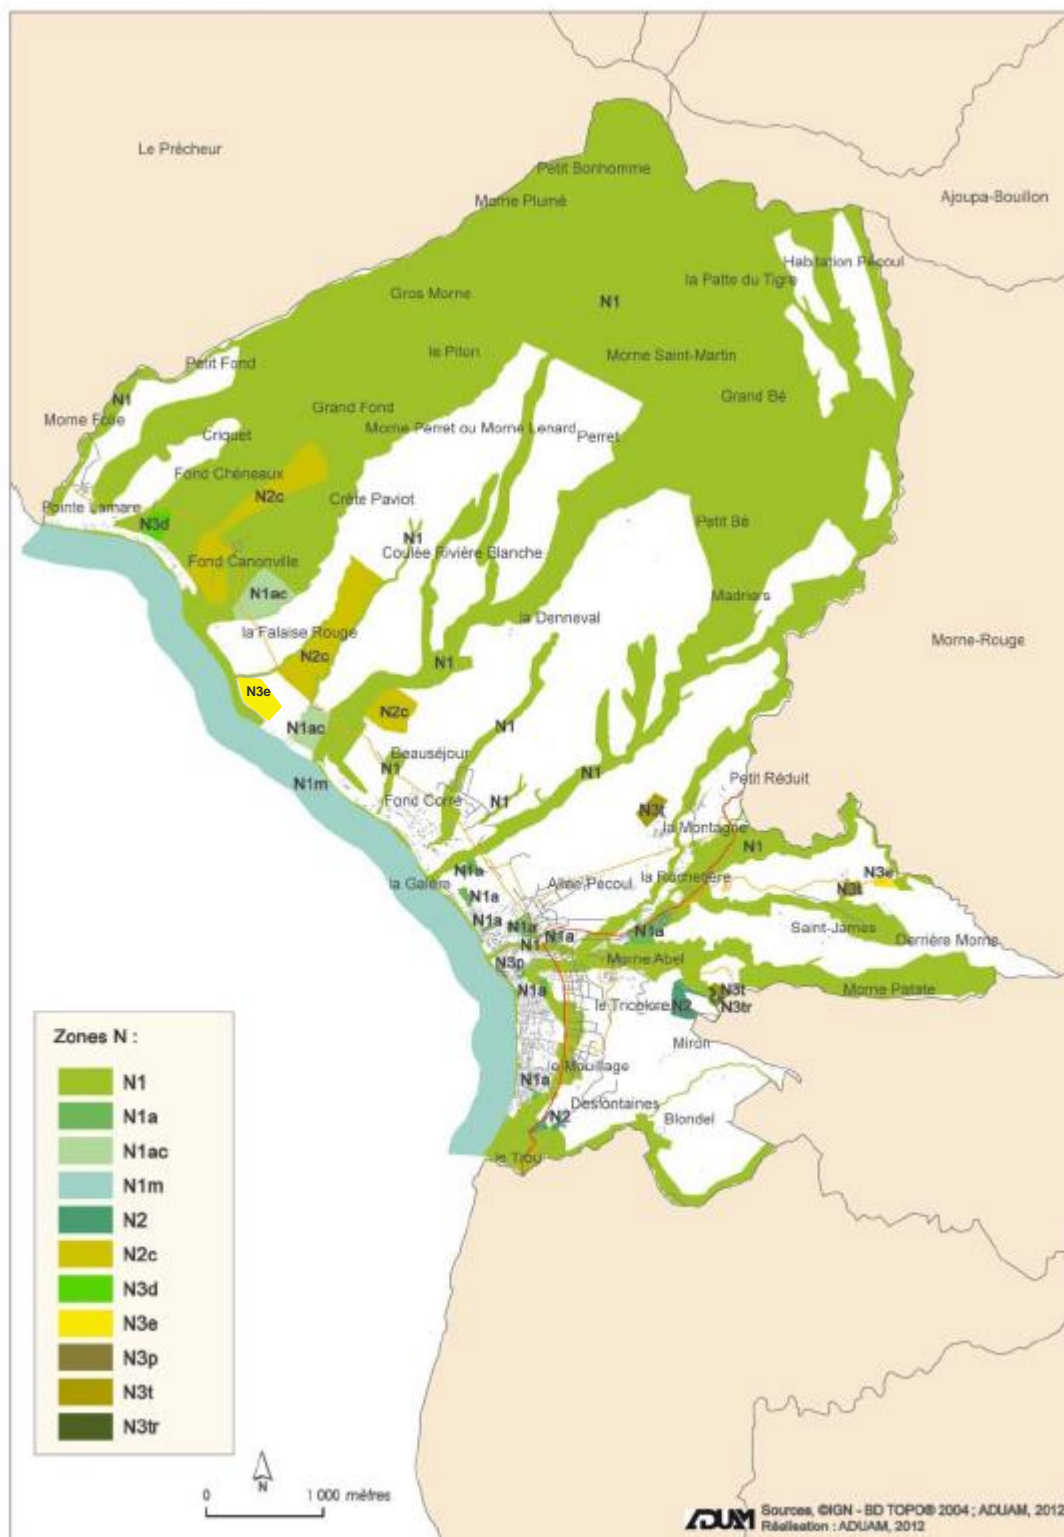 Le Prêcheur
Petit Bonhomme
Ajoupa-Bouillon
Morne Plumé
Habitation Pécoul
la Patte du Tigre
Gros Morne
N1
le Piton
Morne Saint-Martin
Petit Fond
Grand Bé
N1
Grand Fond
Morne Folie
Morne Perret ou Morne Lenard
Perret
Criquet
Fond Chéneaux
N2c
Crête Paviot
Pointe Lamare
N3d
Petit Bé
N1
Coulée Rivière Blanche
Fond Canonville
N1ac
Madriers
la Denneval
la Falaise Rouge
Morne-Rouge
N2c
N1
N3e
N2c
N1ac
N1
Beauséjour
N1
N1
N1m
Petit Réduit
Fond Corré
N1
N3t
la Montagne
N1
N1a
la Galère
Allée Pécoul
la Rochetière
N3e
N3t
N1a
N1a
N1a
N1a
N1a
Saint-James
Derrière Morne
N1
N3p
Morne Abel
N1a
N3t
Morne Patate
le Tricolore
N2
N3tr
Miron
le Mouillage
N1a
Desfontaines
N2
Blondel
le Trou
Zones N :
N1
N1a
N1ac
N1m
N2
N2c
N3d
N3e
N3p
N3t
N3tr
N
0 1 000 mètres
ADUAM
Sources, ©IGN - BD TOPO® 2004 ; ADUAM, 2012
Réalisation : ADUAM, 2012